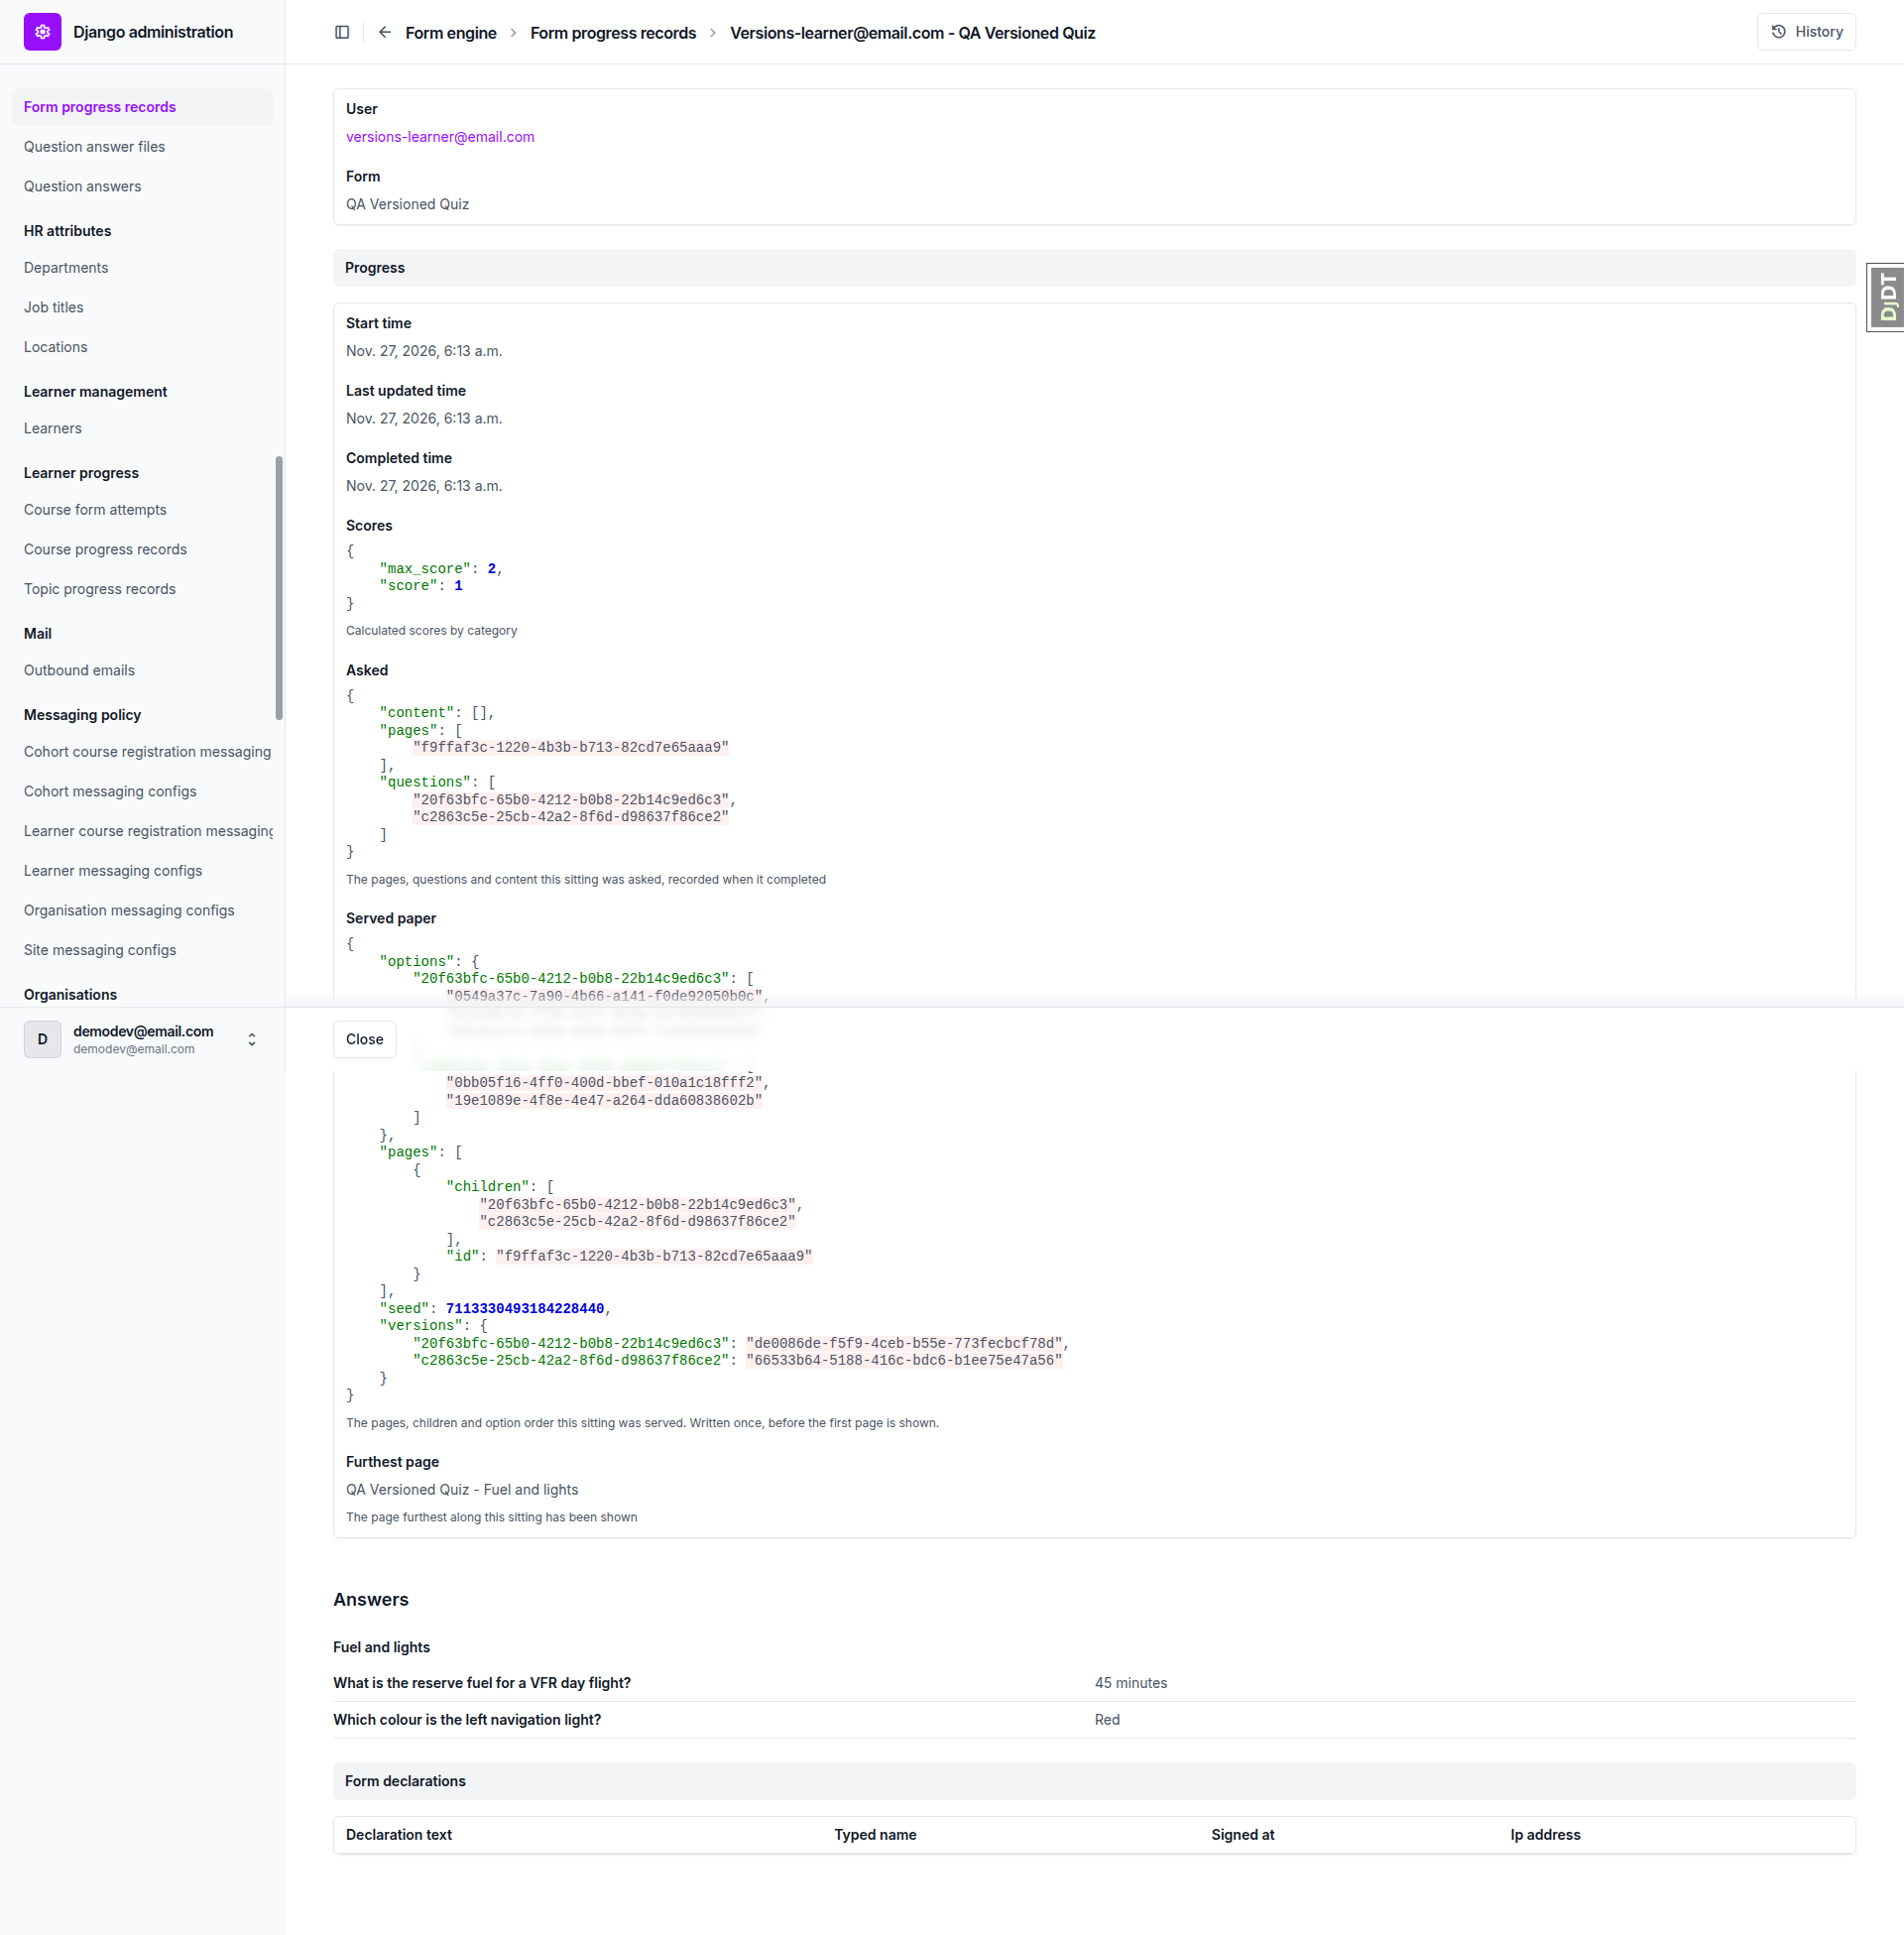 Django administration
Form engine > Form progress records > Versions-learner@email.com - QA Versioned Quiz
History
Form progress records
Question answer files
Question answers
HR attributes
Departments
Job titles
Locations
Learner management
Learners
Learner progress
Course form attempts
Course progress records
Topic progress records
Mail
Outbound emails
Messaging policy
Cohort course registration messaging
Cohort messaging configs
Learner course registration messaging
Learner messaging configs
Organisation messaging configs
Site messaging configs
Organisations
D
demodev@email.com
demodev@email.com
User
versions-learner@email.com
Form
QA Versioned Quiz
Progress
DjDT
Start time
Nov. 27, 2026, 6:13 a.m.
Last updated time
Nov. 27, 2026, 6:13 a.m.
Completed time
Nov. 27, 2026, 6:13 a.m.
Scores
{
"max_score": 2,
"score": 1
}
Calculated scores by category
Asked
{
"content": [],
"pages": [
"f9ffaf3c-1220-4b3b-b713-82cd7e65aaa9"
],
"questions": [
"20f63bfc-65b0-4212-b0b8-22b14c9ed6c3",
"c2863c5e-25cb-42a2-8f6d-d98637f86ce2"
]
}
The pages, questions and content this sitting was asked, recorded when it completed
Served paper
{
"options": {
"20f63bfc-65b0-4212-b0b8-22b14c9ed6c3": [
"0549a37c-7a90-4b66-a141-f0de92050b0c",
Close
"0bb05f16-4ff0-400d-bbef-010a1c18fff2",
"19e1089e-4f8e-4e47-a264-dda60838602b"
]
},
"pages": [
{
"children": [
"20f63bfc-65b0-4212-b0b8-22b14c9ed6c3",
"c2863c5e-25cb-42a2-8f6d-d98637f86ce2"
],
"id": "f9ffaf3c-1220-4b3b-b713-82cd7e65aaa9"
}
],
"seed": 7113330493184228440,
"versions": {
"20f63bfc-65b0-4212-b0b8-22b14c9ed6c3": "de0086de-f5f9-4ceb-b55e-773fecbcf78d",
"c2863c5e-25cb-42a2-8f6d-d98637f86ce2": "66533b64-5188-416c-bdc6-b1ee75e47a56"
}
}
The pages, children and option order this sitting was served. Written once, before the first page is shown.
Furthest page
QA Versioned Quiz - Fuel and lights
The page furthest along this sitting has been shown
Answers
Fuel and lights
What is the reserve fuel for a VFR day flight? 45 minutes
Which colour is the left navigation light? Red
Form declarations
Declaration text Typed name Signed at Ip address